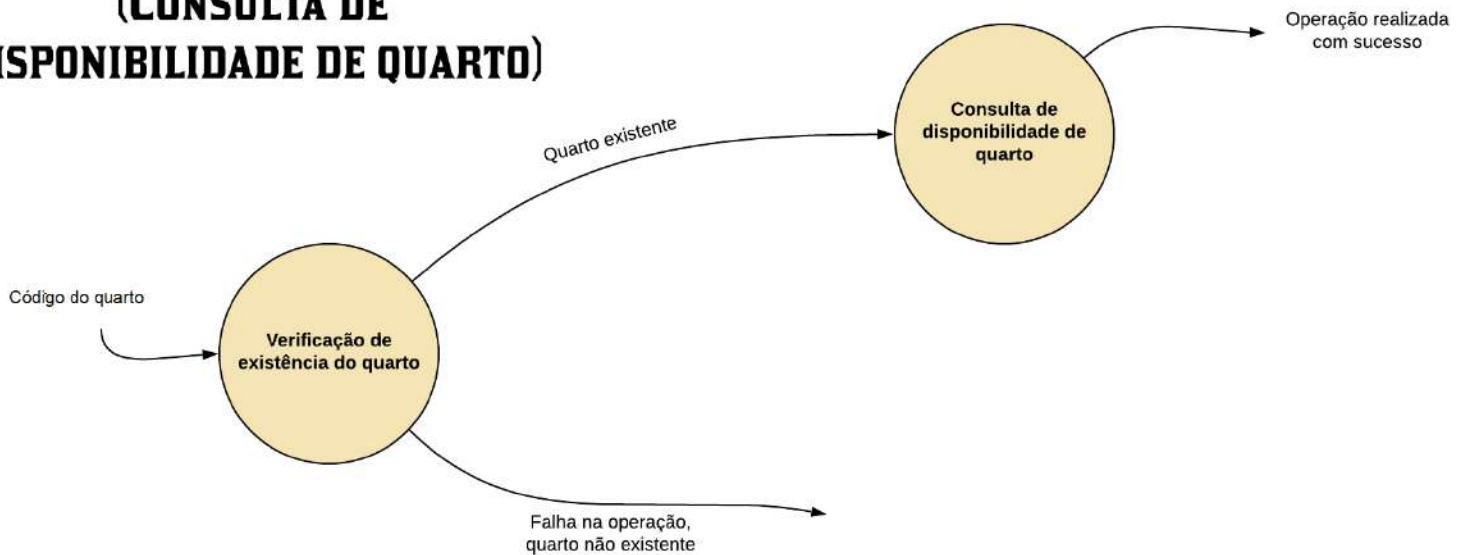 (CONSULTA DE
ISPONIBILIDADE DE QUARTO)
Operação realizada
com sucesso
Consulta de
disponibilidade de
quarto
Quarto existente
Código do quarto
Verificação de
existência do quarto
Falha na operação,
quarto não existente